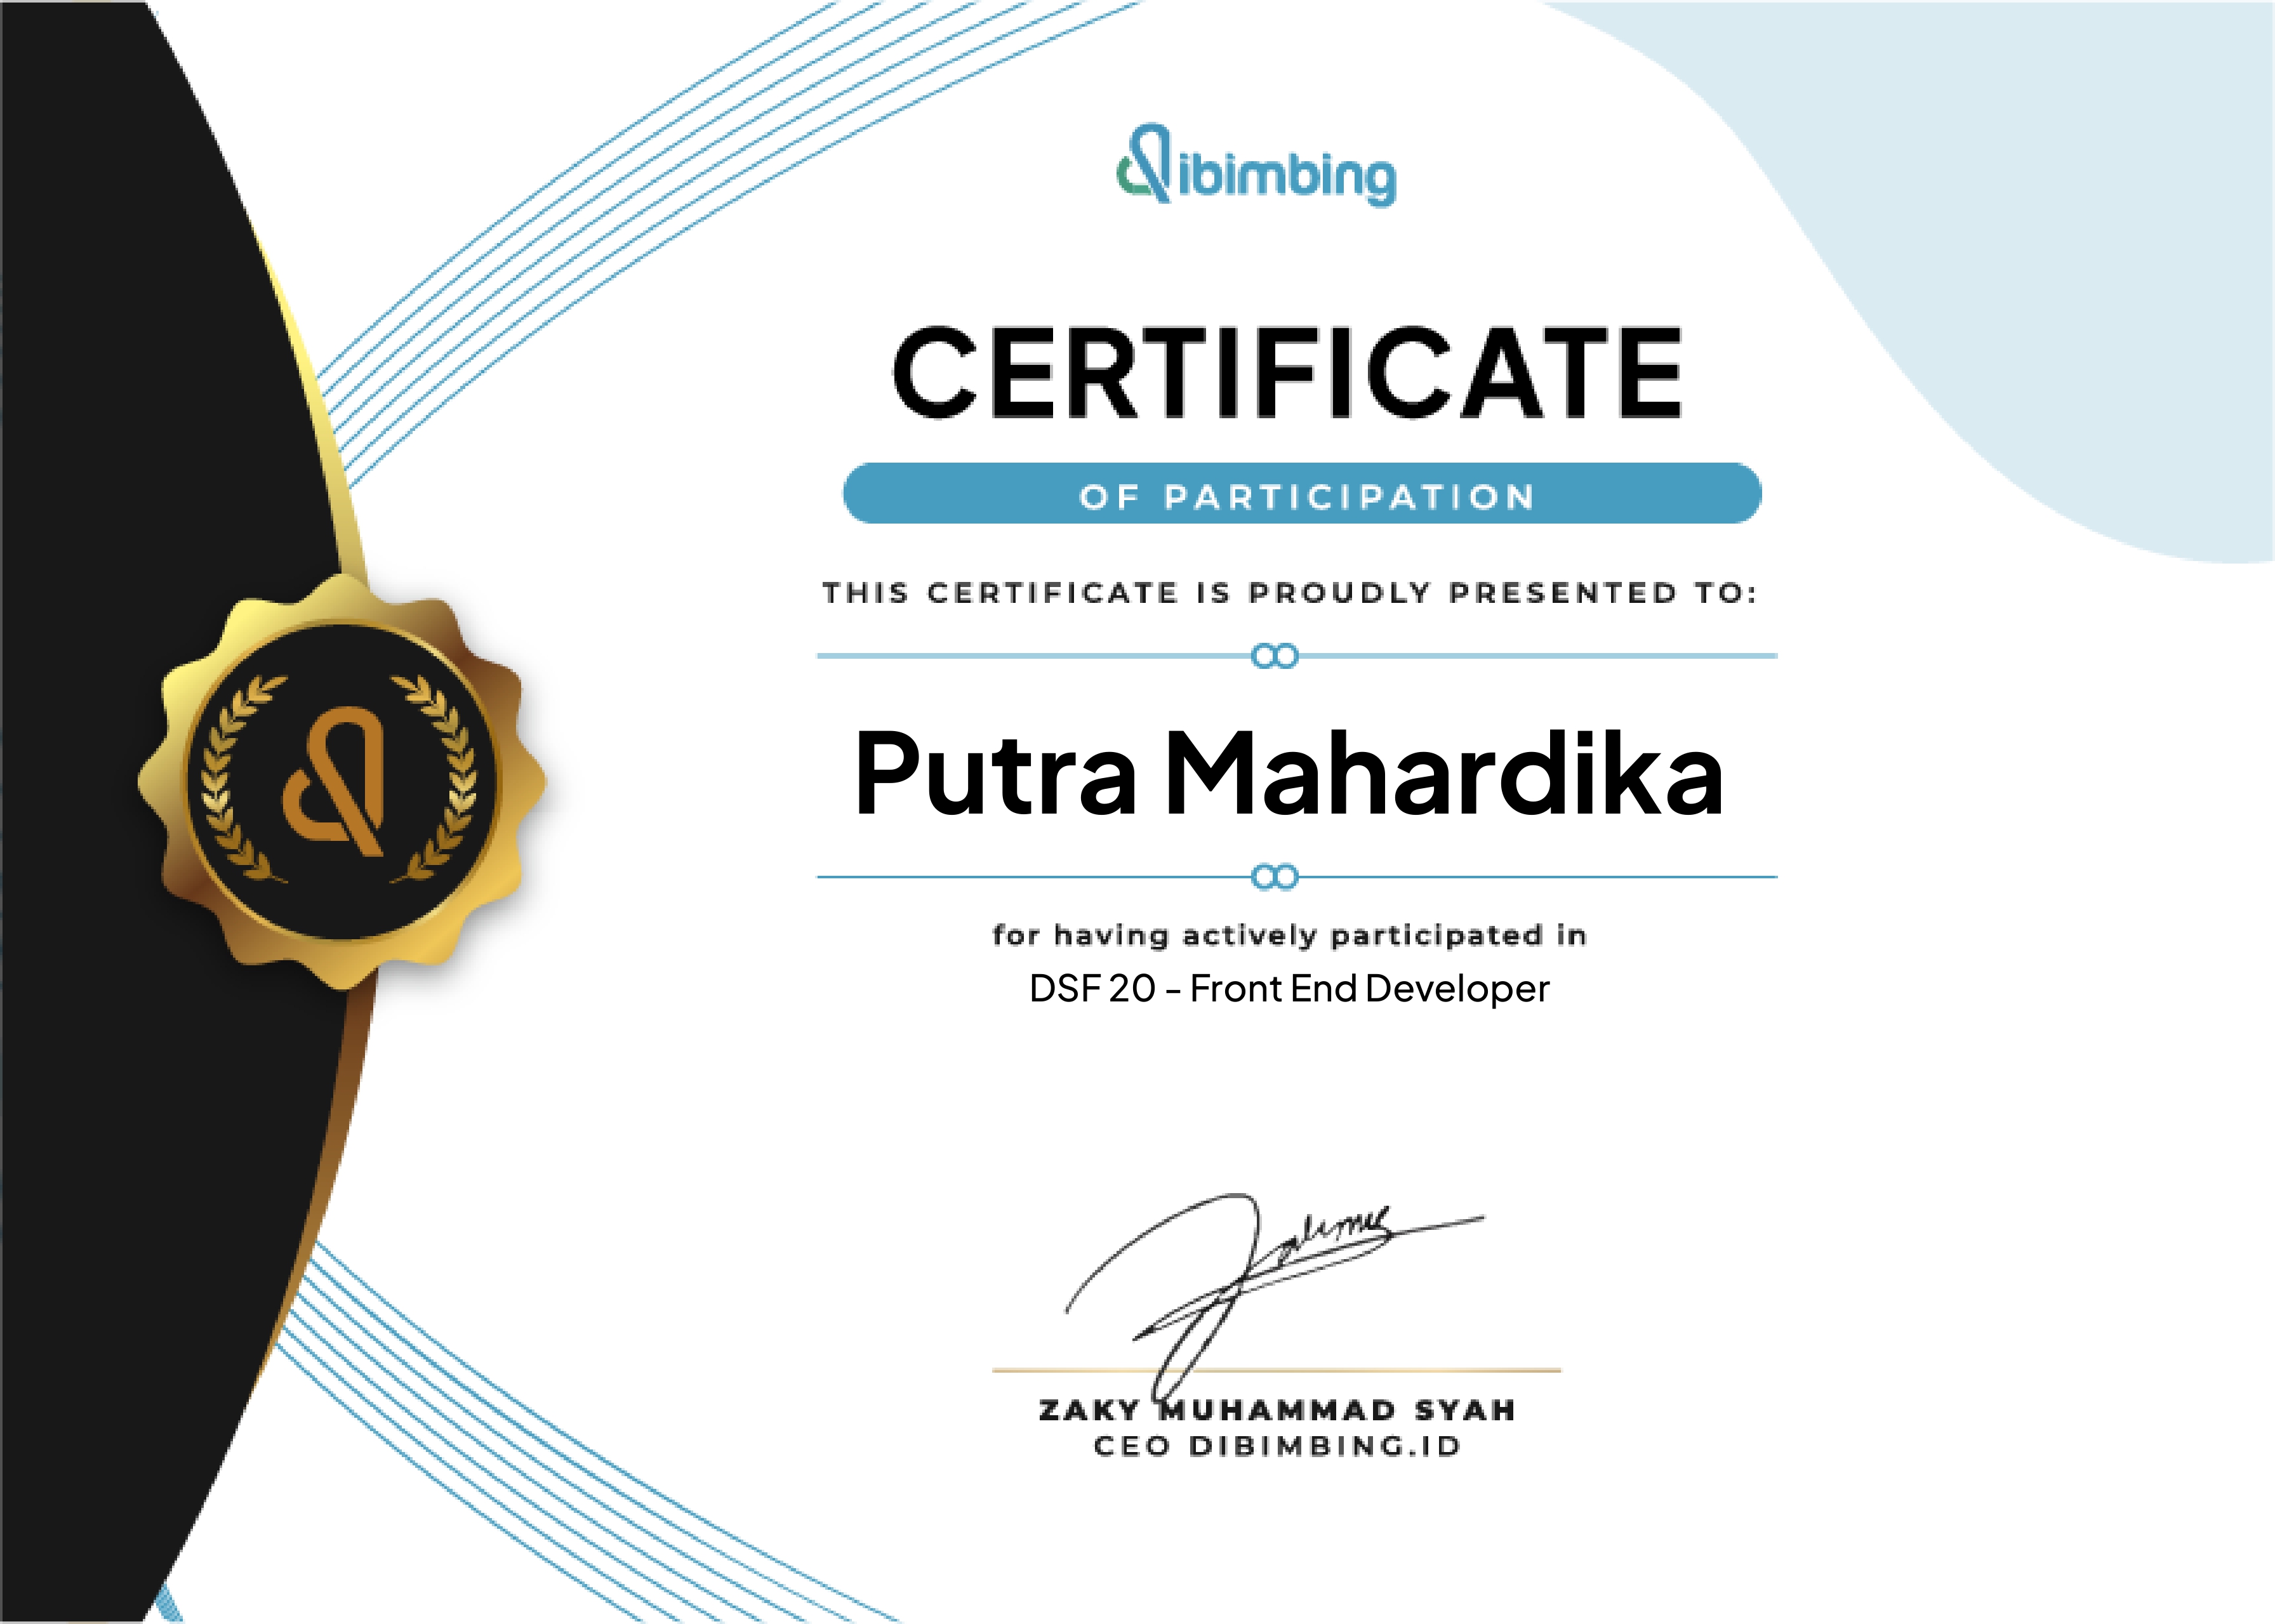 dibimbing
CERTIFICATE
OF PARTICIPATION
THIS CERTIFICATE IS PROUDLY PRESENTED TO:
Putra Mahardika
for having actively participated in
DSF 20 - Front End Developer
ZAKY MUHAMMAD SYAH
CEO DIBIMBING.ID